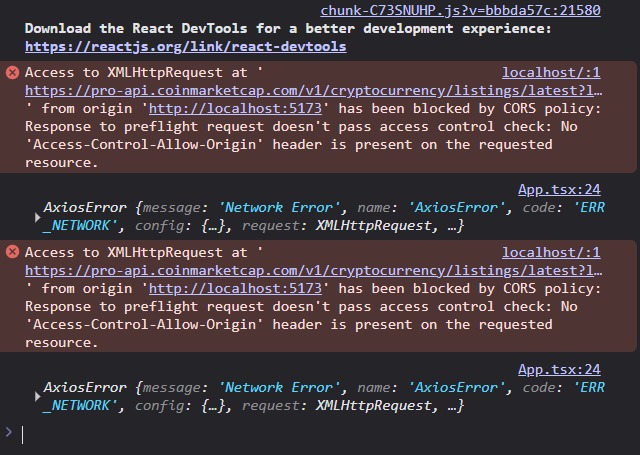 chunk-C73SNUHP.js?v=bbbda57c:21580
Download the React DevTools for a better development experience:
https://reactjs.org/link/react-devtools
Access to XMLHttpRequest at ' localhost/:1
https://pro-api.coinmarketcap.com/v1/cryptocurrency/listings/latest?l…
' from origin 'http://localhost:5173' has been blocked by CORS policy:
Response to preflight request doesn't pass access control check: No
'Access-Control-Allow-Origin' header is present on the requested
resource.
App.tsx:24
AxiosError {message: 'Network Error', name: 'AxiosError', code: 'ERR
_NETWORK', config: {…}, request: XMLHttpRequest, …}
Access to XMLHttpRequest at ' localhost/:1
https://pro-api.coinmarketcap.com/v1/cryptocurrency/listings/latest?l…
' from origin 'http://localhost:5173' has been blocked by CORS policy:
Response to preflight request doesn't pass access control check: No
'Access-Control-Allow-Origin' header is present on the requested
resource.
App.tsx:24
AxiosError {message: 'Network Error', name: 'AxiosError', code: 'ERR
_NETWORK', config: {…}, request: XMLHttpRequest, …}